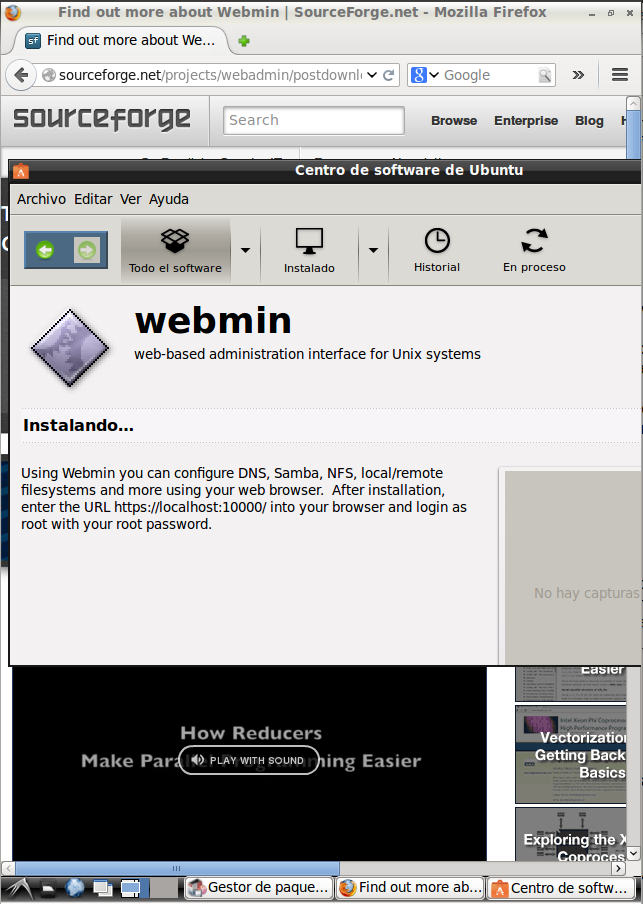 Find out more about Webmin | SourceForge.net - Mozilla Firefox
sf Find out more about We...
sourceforge.net/projects/webadmin/postdownl
Google
sourceforge
Search
Browse Enterprise Blog
Centro de software de Ubuntu
Archivo Editar Ver Ayuda
Todo el software
Instalado
Historial
En proceso
webmin
web-based administration interface for Unix systems
Instalando...
Using Webmin you can configure DNS, Samba, NFS, local/remote
filesystems and more using your web browser. After installation,
enter the URL https://localhost:10000/ into your browser and login as
root with your root password.
No hay capturas
Easier
How Reducers
Make Parallel Programming Easier
PLAY WITH SOUND
Vectorization
Getting Back
Basics
Exploring the X
Coproces
Gestor de paque...
Find out more ab...
Centro de softw...